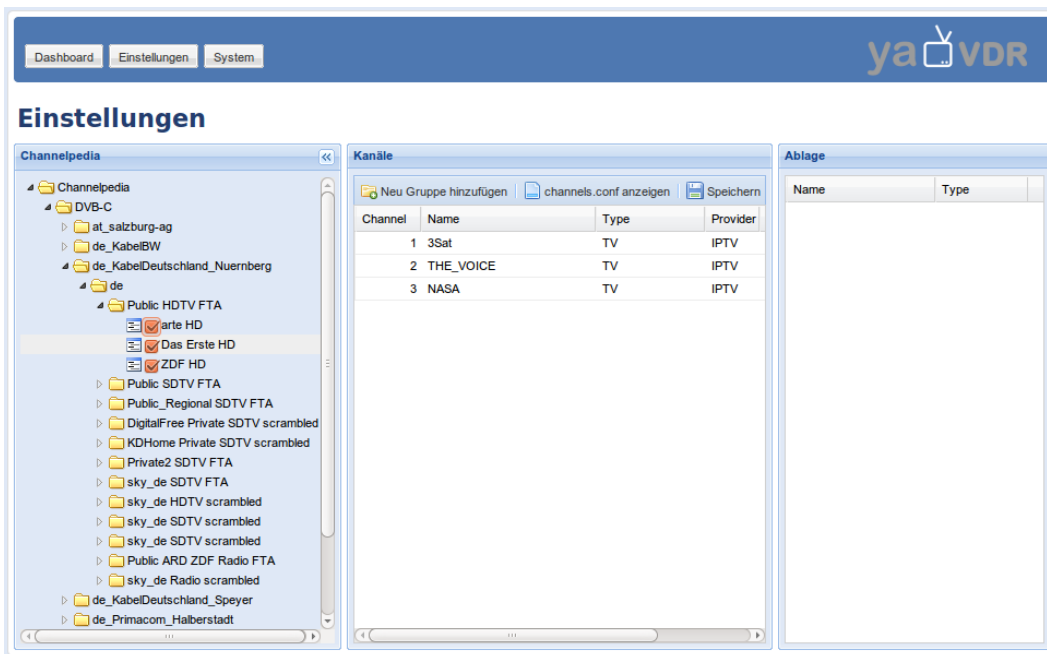 Dashboard Einstellungen System
yaVDR
Einstellungen
Channelpedia
Channelpedia
DVB-C
at_salzburg-ag
de_KabelBW
de_KabelDeutschland_Nuernberg
de
Public HDTV FTA
arte HD
Das Erste HD
ZDF HD
Public SDTV FTA
Public_Regional SDTV FTA
DigitalFree Private SDTV scrambled
KDHome Private SDTV scrambled
Private2 SDTV FTA
sky_de SDTV FTA
sky_de HDTV scrambled
sky_de SDTV scrambled
sky_de SDTV scrambled
Public ARD ZDF Radio FTA
sky_de Radio scrambled
de_KabelDeutschland_Speyer
de_Primacom_Halberstadt
Kanäle
Neu Gruppe hinzufügen channels.conf anzeigen Speichern
Channel Name Type Provider
1 3Sat TV IPTV
2 THE_VOICE TV IPTV
3 NASA TV IPTV
Ablage
Name Type